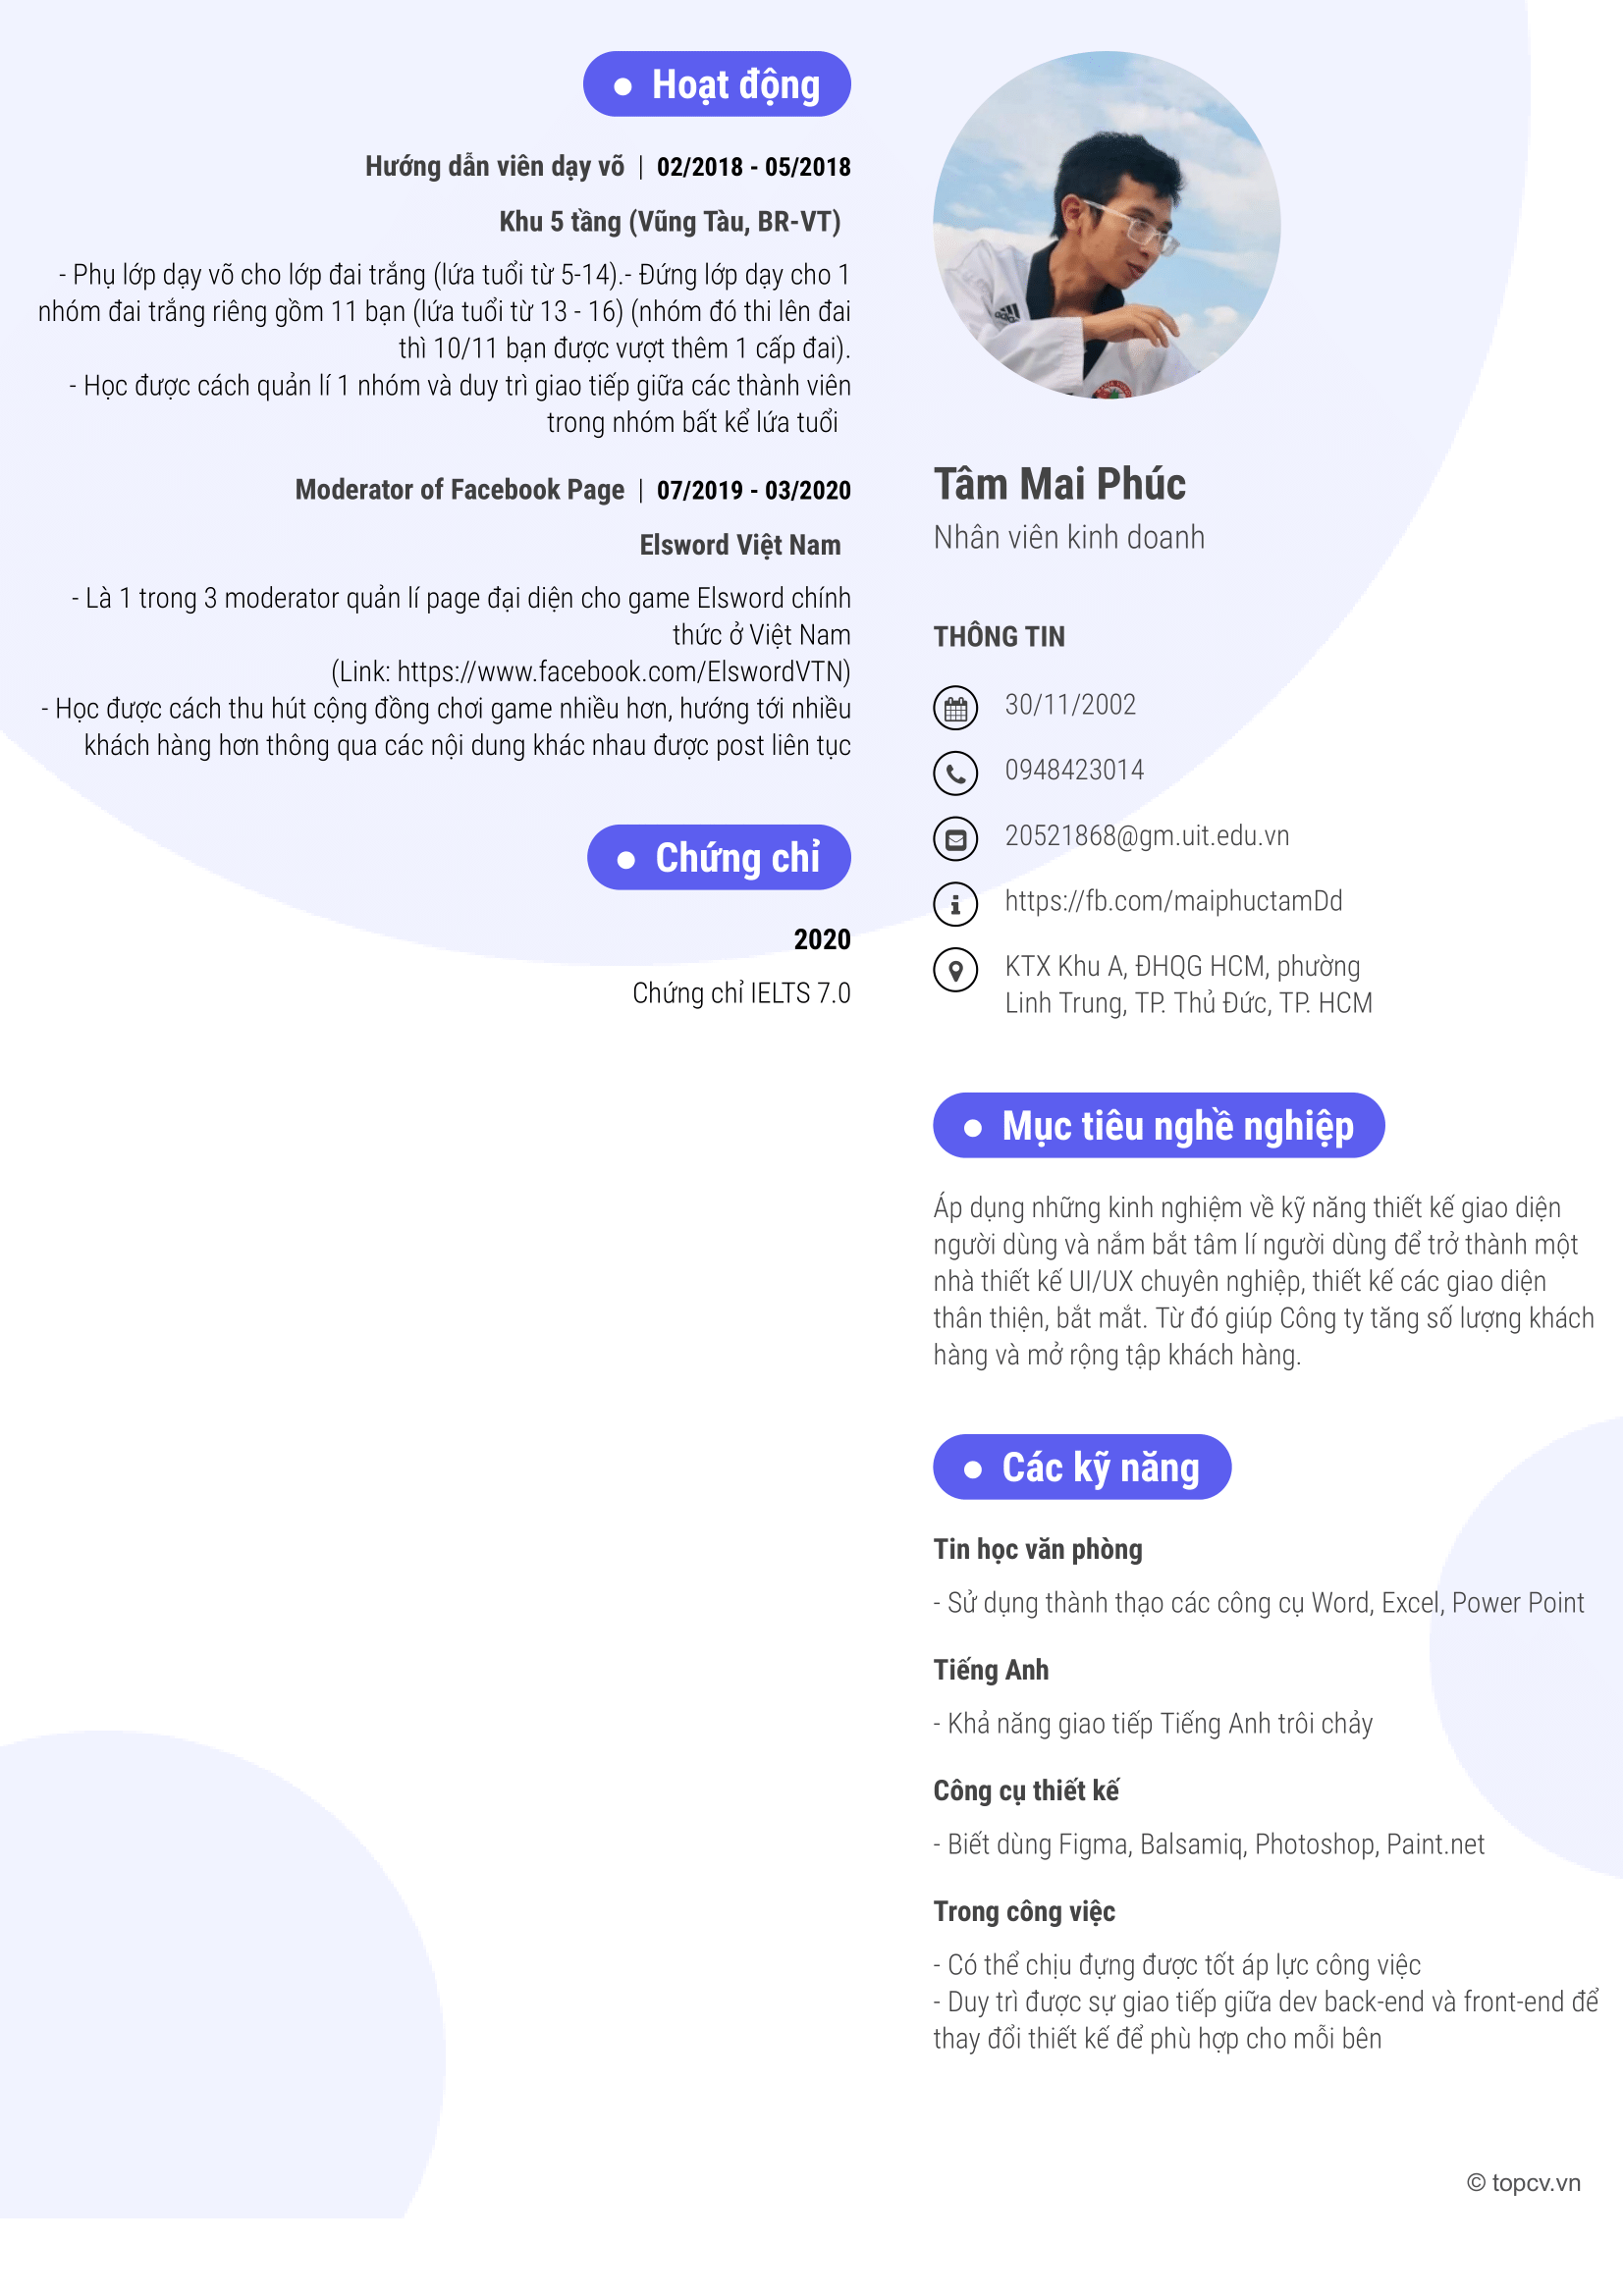 Hoạt động
Hướng dẫn viên dạy võ | 02/2018 - 05/2018
Khu 5 tầng (Vũng Tàu, BR-VT)
- Phụ lớp dạy võ cho lớp đai trắng (lứa tuổi từ 5-14).- Đứng lớp dạy cho 1
nhóm đai trắng riêng gồm 11 bạn (lứa tuổi từ 13 - 16) (nhóm đó thi lên đai
thì 10/11 bạn được vượt thêm 1 cấp đai).
- Học được cách quản lí 1 nhóm và duy trì giao tiếp giữa các thành viên
trong nhóm bất kể lứa tuổi
Moderator of Facebook Page | 07/2019 - 03/2020
Elsword Việt Nam
- Là 1 trong 3 moderator quản lí page đại diện cho game Elsword chính
thức ở Việt Nam
(Link: https://www.facebook.com/ElswordVTN)
- Học được cách thu hút cộng đồng chơi game nhiều hơn, hướng tới nhiều
khách hàng hơn thông qua các nội dung khác nhau được post liên tục
Chứng chỉ
2020
Chứng chỉ IELTS 7.0
Tâm Mai Phúc
Nhân viên kinh doanh
THÔNG TIN
30/11/2002
0948423014
20521868@gm.uit.edu.vn
https://fb.com/maiphuctamDd
KTX Khu A, ĐHQG HCM, phường
Linh Trung, TP. Thủ Đức, TP. HCM
Mục tiêu nghề nghiệp
Áp dụng những kinh nghiệm về kỹ năng thiết kế giao diện
người dùng và nắm bắt tâm lí người dùng để trở thành một
nhà thiết kế UI/UX chuyên nghiệp, thiết kế các giao diện
thân thiện, bắt mắt. Từ đó giúp Công ty tăng số lượng khách
hàng và mở rộng tập khách hàng.
Các kỹ năng
Tin học văn phòng
- Sử dụng thành thạo các công cụ Word, Excel, Power Point
Tiếng Anh
- Khả năng giao tiếp Tiếng Anh trôi chảy
Công cụ thiết kế
- Biết dùng Figma, Balsamiq, Photoshop, Paint.net
Trong công việc
- Có thể chịu đựng được tốt áp lực công việc
- Duy trì được sự giao tiếp giữa dev back-end và front-end để
thay đổi thiết kế để phù hợp cho mỗi bên
© topcv.vn